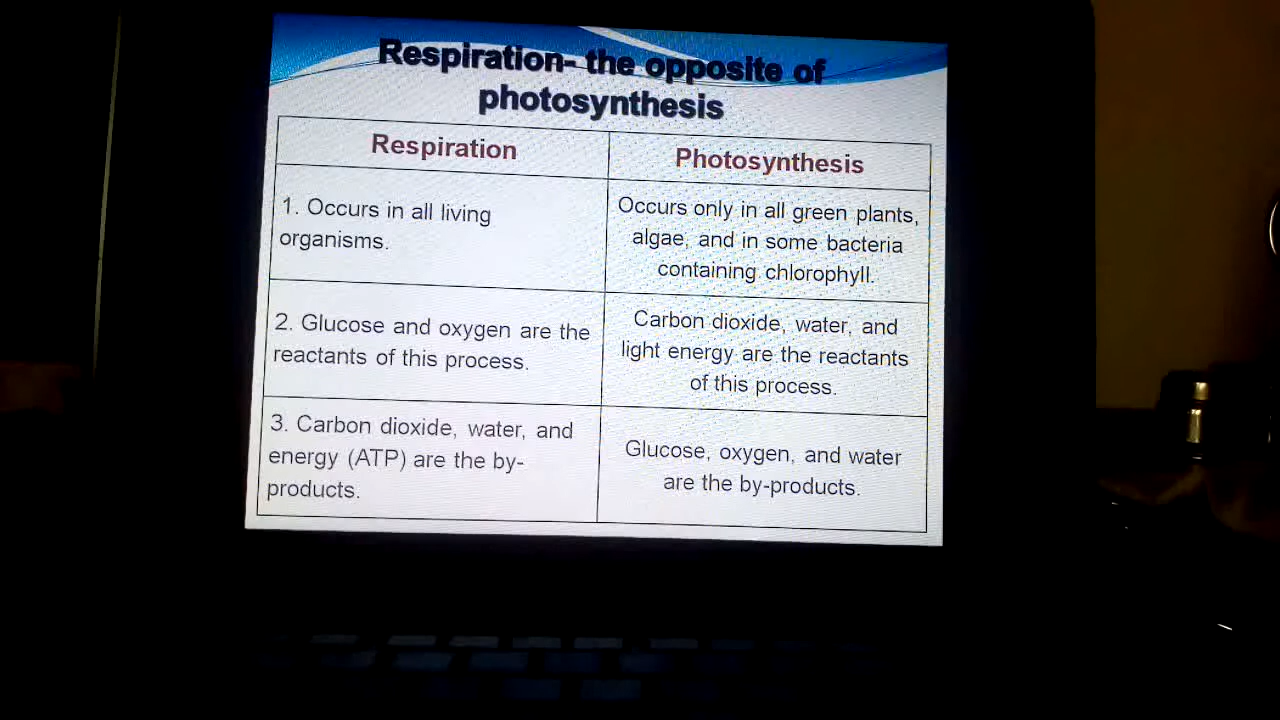 Respiration- the opposite of
photosynthesis
Respiration
Photosynthesis
1. Occurs in all living
organisms.
Occurs only in all green plants,
algae, and in some bacteria
containing chlorophyll.
2. Glucose and oxygen are the
reactants of this process.
Carbon dioxide, water, and
light energy are the reactants
of this process.
3. Carbon dioxide, water, and
energy (ATP) are the by-
products.
Glucose, oxygen, and water
are the by-products.